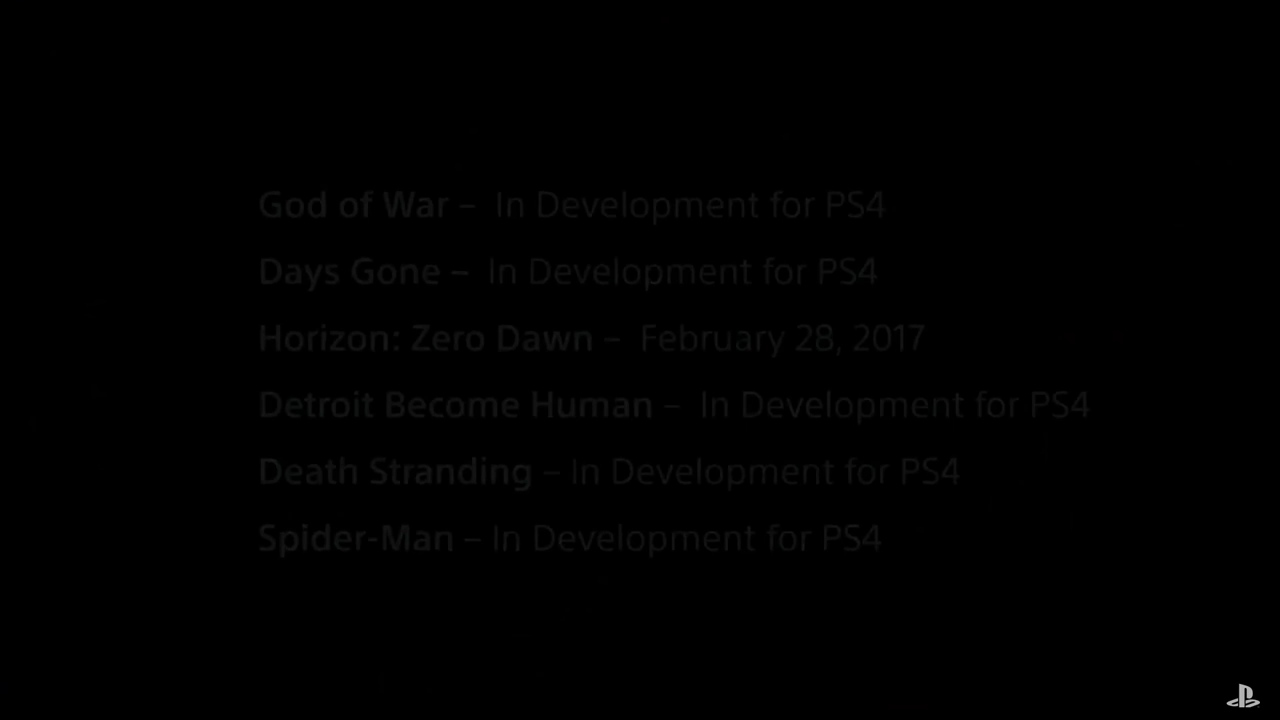 God of War – In Development for PS4
Days Gone – In Development for PS4
Horizon: Zero Dawn – February 28, 2017
Detroit Become Human – In Development for PS4
Death Stranding – In Development for PS4
Spider-Man – In Development for PS4